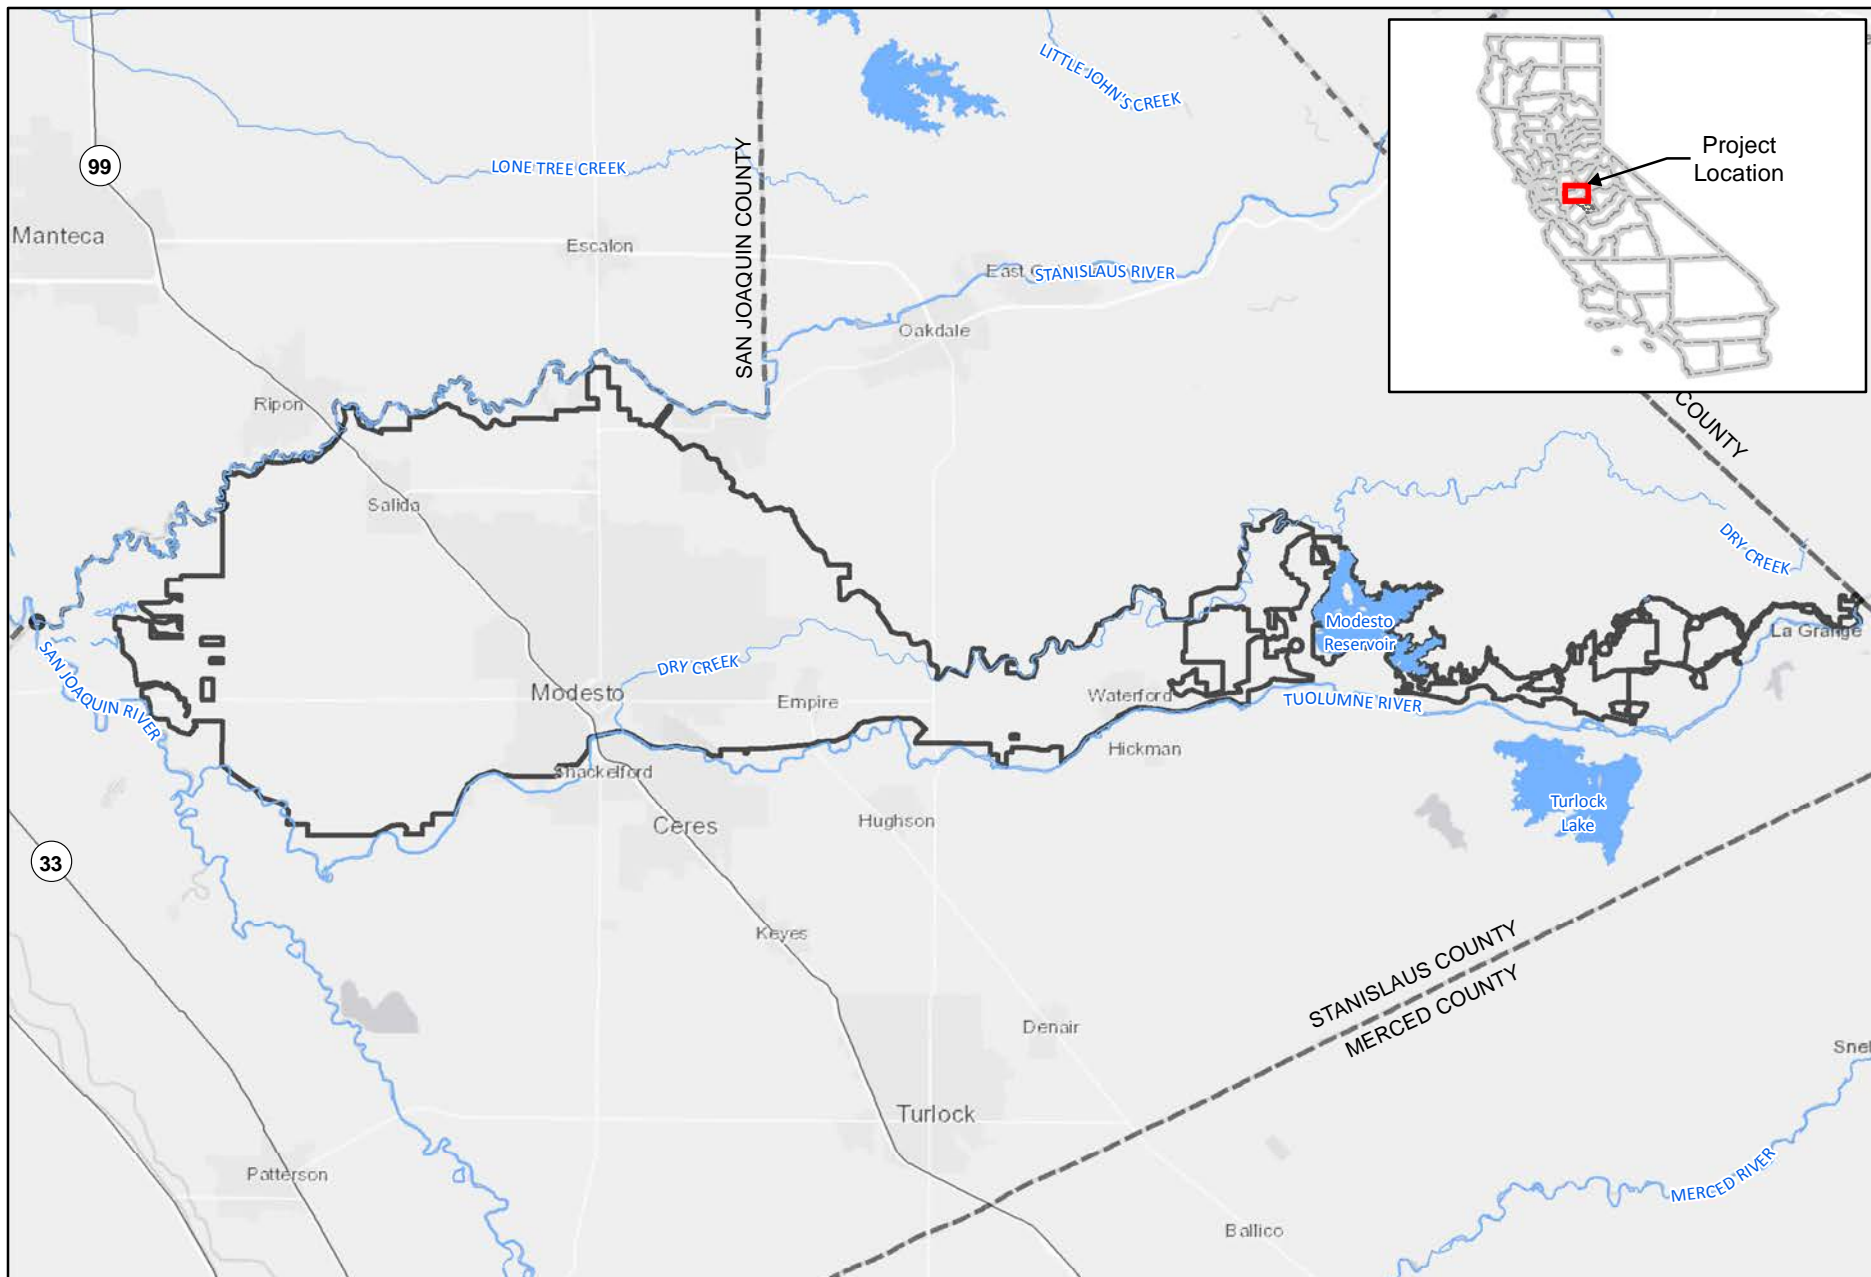 LITTLE JOHN'S CREEK
Project
Location
99
LONE TREE CREEK
SAN JOAQUIN COUNTY
Manteca
Escalon
East
STANISLAUS RIVER
Oakdale
Ripon
COUNTY
Salida
DRY CREEK
Modesto
Reservoir
La Grange
SAN JOAQUIN RIVER
DRY CREEK
Modesto
Empire
Waterford
TUOLUMNE RIVER
Hickman
Shackelford
Ceres
Hughson
Turlock
Lake
33
Keyes
STANISLAUS COUNTY
MERCED COUNTY
Denair
Snel
Turlock
Patterson
MERCED RIVER
Ballico